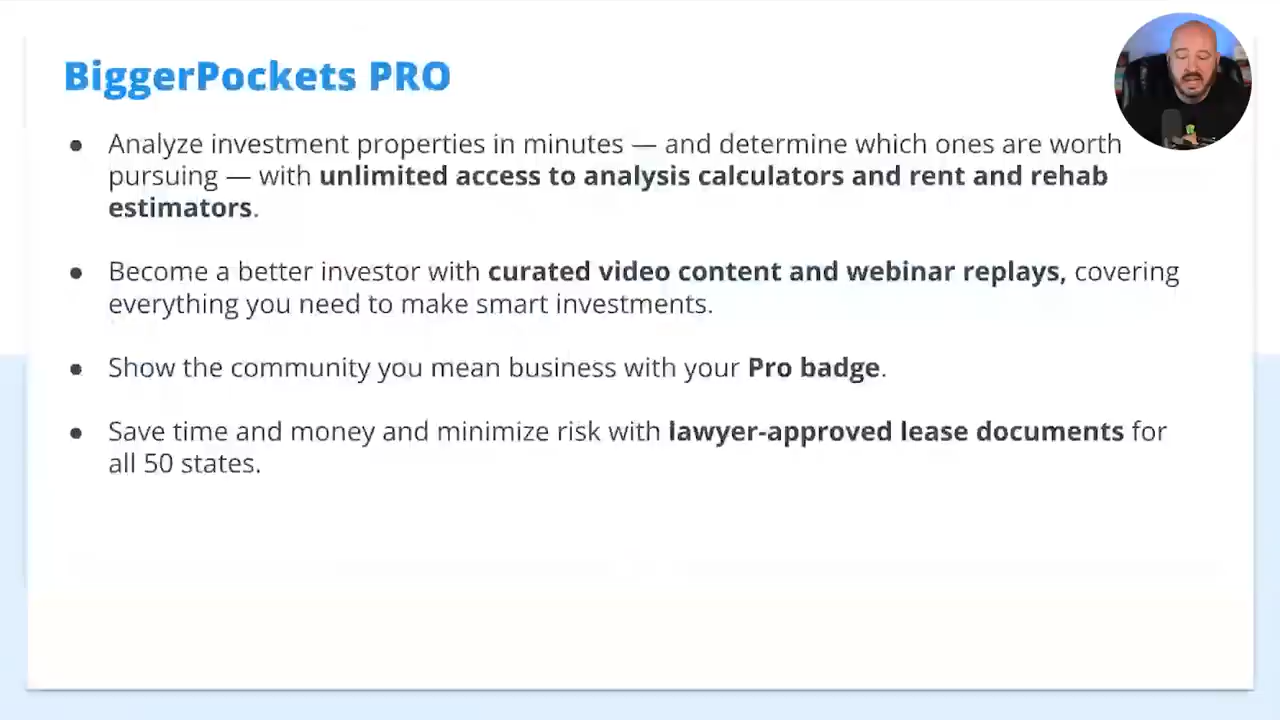 BiggerPockets PRO
● Analyze investment properties in minutes — and determine which ones are worth
pursuing — with unlimited access to analysis calculators and rent and rehab
estimators.
● Become a better investor with curated video content and webinar replays, covering
everything you need to make smart investments.
● Show the community you mean business with your Pro badge.
● Save time and money and minimize risk with lawyer-approved lease documents for
all 50 states.